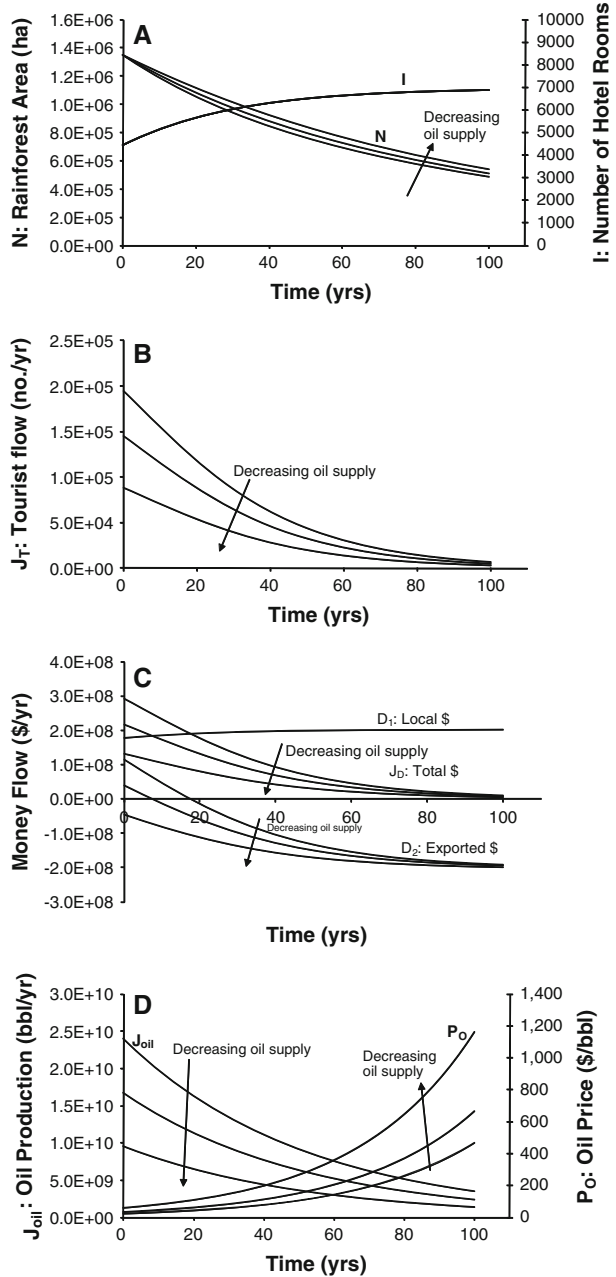 A
N: Rainforest Area (ha)
1.6E+06
1.4E+06
1.2E+06
1.0E+06
8.0E+05
6.0E+05
4.0E+05
2.0E+05
0.0E+00
I
N
Decreasing
oil supply
10000
9000
8000
7000
6000
5000
4000
3000
2000
1000
0
I: Number of Hotel Rooms
0 20 40 60 80 100
Time (yrs)
B
J_T: Tourist flow (no./yr)
2.5E+05
2.0E+05
1.5E+05
1.0E+05
5.0E+04
0.0E+00
Decreasing oil supply
0 20 40 60 80 100
Time (yrs)
C
Money Flow ($/yr)
4.0E+08
3.0E+08
2.0E+08
1.0E+08
0.0E+00
-1.0E+08
-2.0E+08
-3.0E+08
D₁: Local $
Decreasing oil supply
J_D: Total $
0 20 40 60 80 100
Decreasing oil supply
D₂: Exported $
Time (yrs)
D
J_oil: Oil Production (bbl/yr)
3.0E+10
2.5E+10
2.0E+10
1.5E+10
1.0E+10
5.0E+09
0.0E+00
J_oil
Decreasing oil supply
P_O
Decreasing
oil supply
1,400
1,200
1,000
800
600
400
200
0
P_O: Oil Price ($/bbl)
0 20 40 60 80 100
Time (yrs)